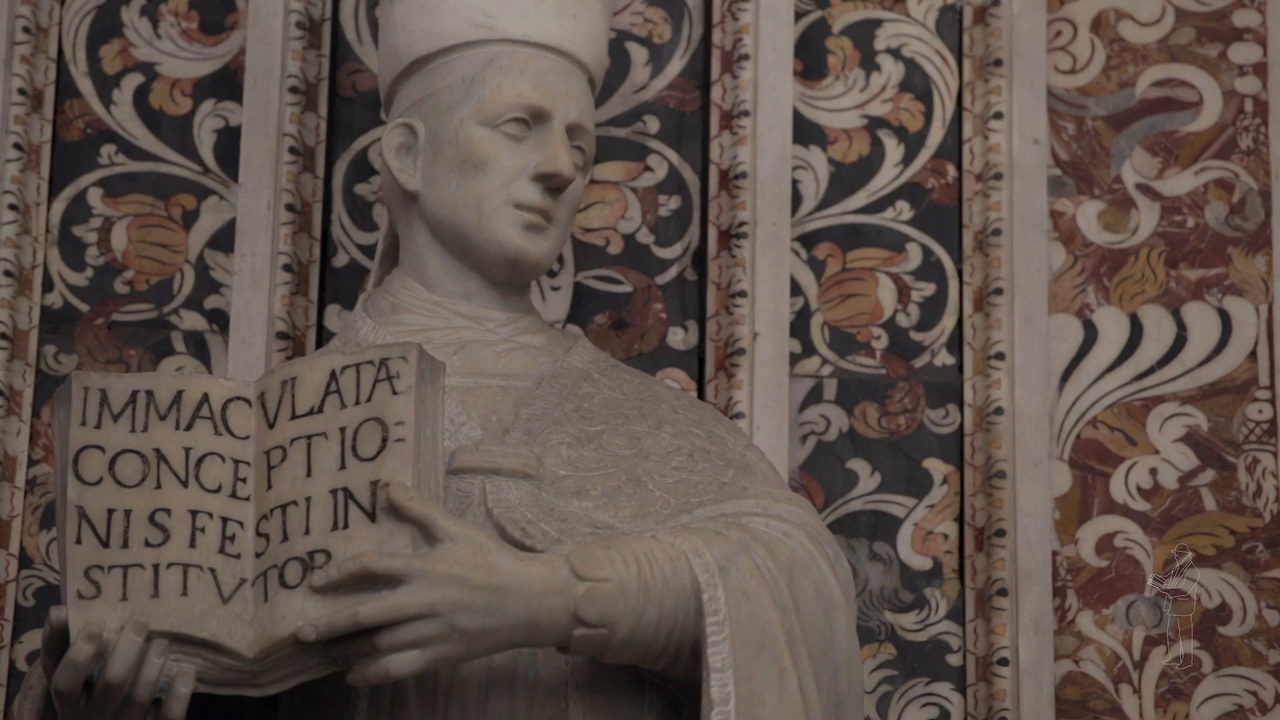 IMMACVLATÆ
CONCEPTIO=
NIS FESTI IN-
STITVTOR